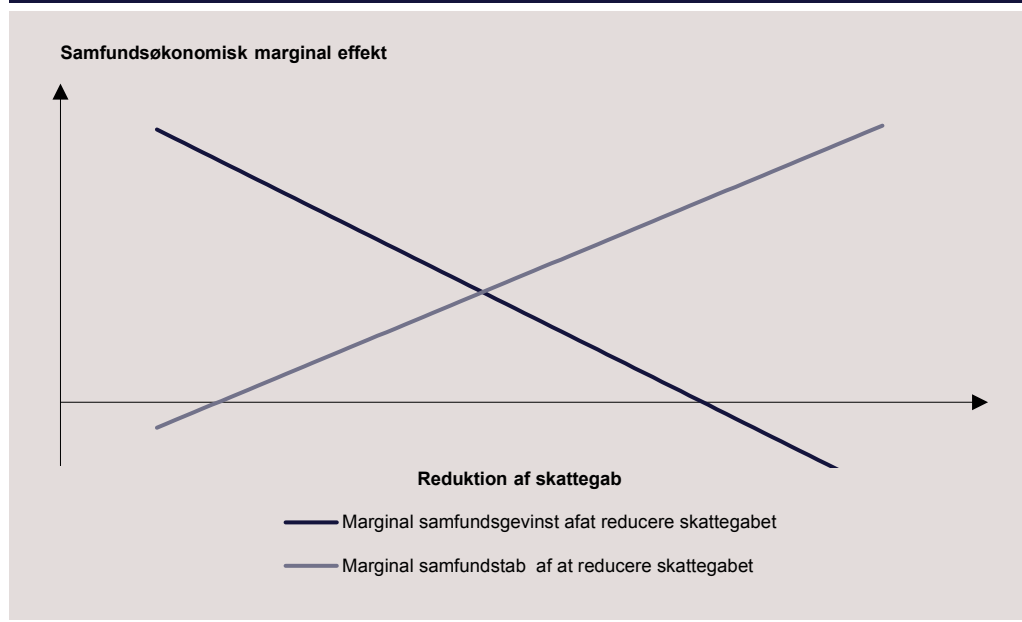 Samfundsøkonomisk marginal effekt
Reduktion af skattegab
Marginal samfundsgevinst afat reducere skattegabet
Marginal samfundstab af at reducere skattegabet